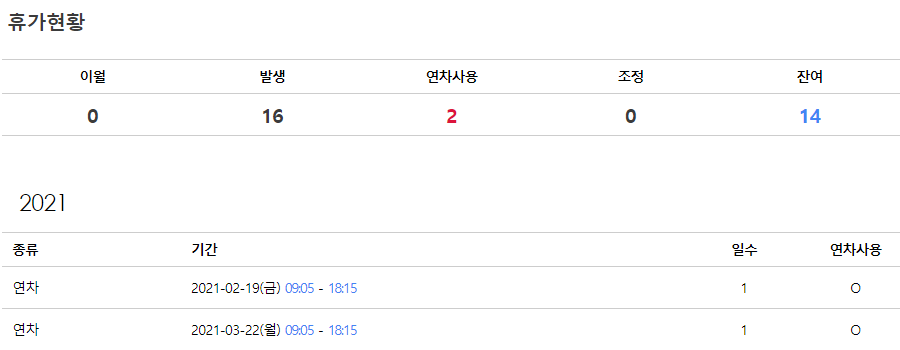 휴가현황
이월 발생 연차사용 조정 잔여
0 16 2 0 14
2021
종류 기간 일수 연차사용
연차 2021-02-19(금) 09:05 - 18:15 1 O
연차 2021-03-22(월) 09:05 - 18:15 1 O